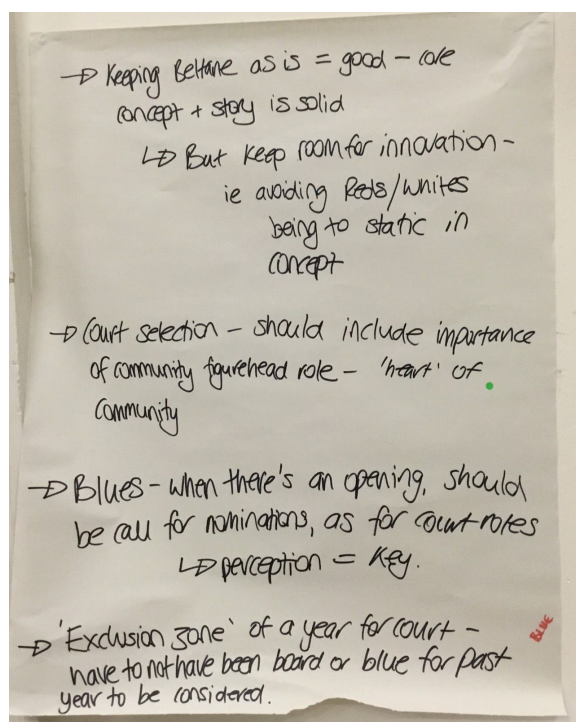 → Keeping Beltane as is = good - core
concept + story is solid
↳ But keep room for innovation -
ie avoiding Reds/Whites
being to static in
concept
→ Court selection - should include importance
of community figurehead role - 'heart' of
community
→ Blues - when there's an opening, should
be call for nominations, as for court roles
↳ perception = key.
→ 'Exclusion zone' of a year for court -
have to not have been board or blue for past
year to be considered.
BLUE